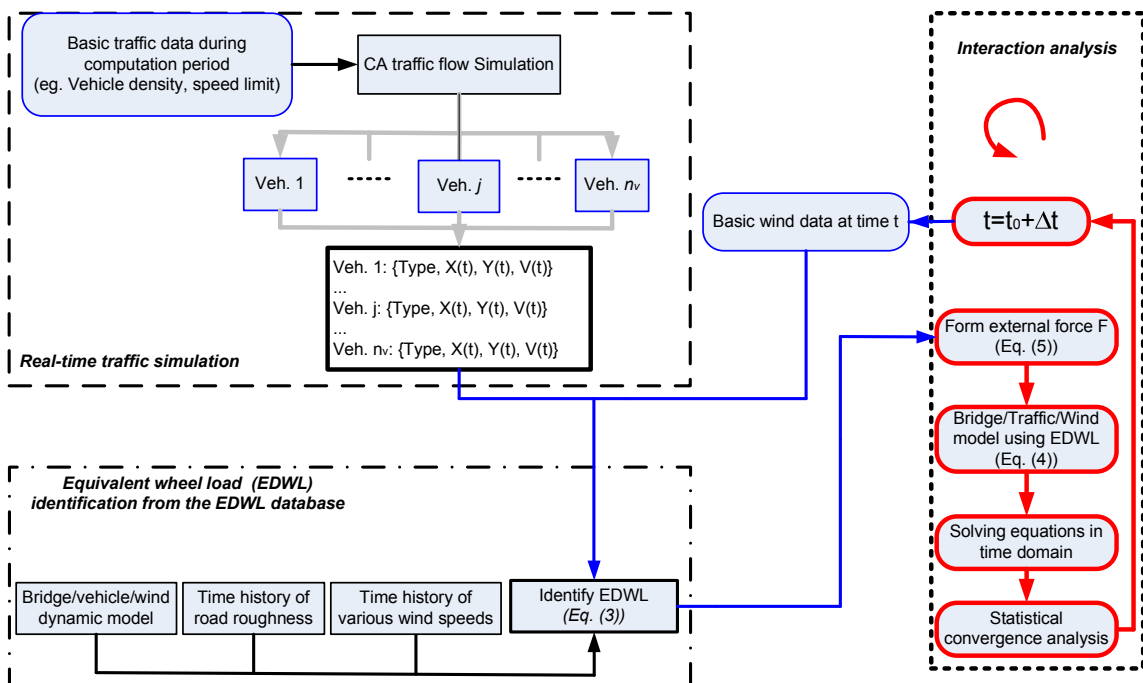 Basic traffic data during
computation period
(eg. Vehicle density, speed limit)
CA traffic flow Simulation
Veh. 1
Veh. j
Veh. nv
Veh. 1: {Type, X(t), Y(t), V(t)}
...
Veh. j: {Type, X(t), Y(t), V(t)}
...
Veh. nv: {Type, X(t), Y(t), V(t)}
Real-time traffic simulation
Basic wind data at time t
Interaction analysis
t=t0+Δt
Form external force F
(Eq. (5))
Bridge/Traffic/Wind
model using EDWL
(Eq. (4))
Solving equations in
time domain
Statistical
convergence analysis
Equivalent wheel load (EDWL)
identification from the EDWL database
Bridge/vehicle/wind
dynamic model
Time history of
road roughness
Time history of
various wind speeds
Identify EDWL
(Eq. (3))